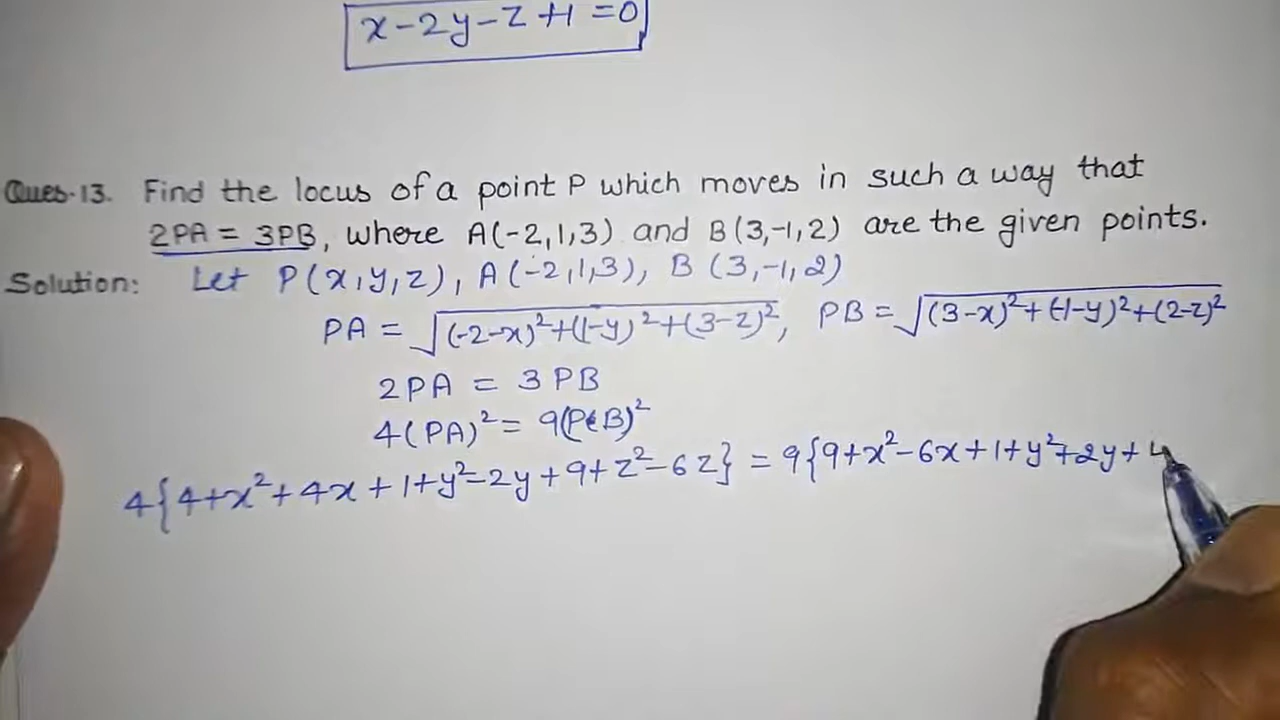 x-2y-z+1=0
Ques.13. Find the locus of a point P which moves in such a way that
2PA = 3PB, where A(-2,1,3) and B(3,-1,2) are the given points.
Solution: Let P(x,y,z), A(-2,1,3), B(3,-1,2)
PA = √(-2-x)²+(1-y)²+(3-z)², PB = √(3-x)²+(-1-y)²+(2-z)²
2PA = 3PB
4(PA)² = 9(PB)²
4{4+x²+4x+1+y²-2y+9+z²-6z} = 9{9+x²-6x+1+y²+2y+4